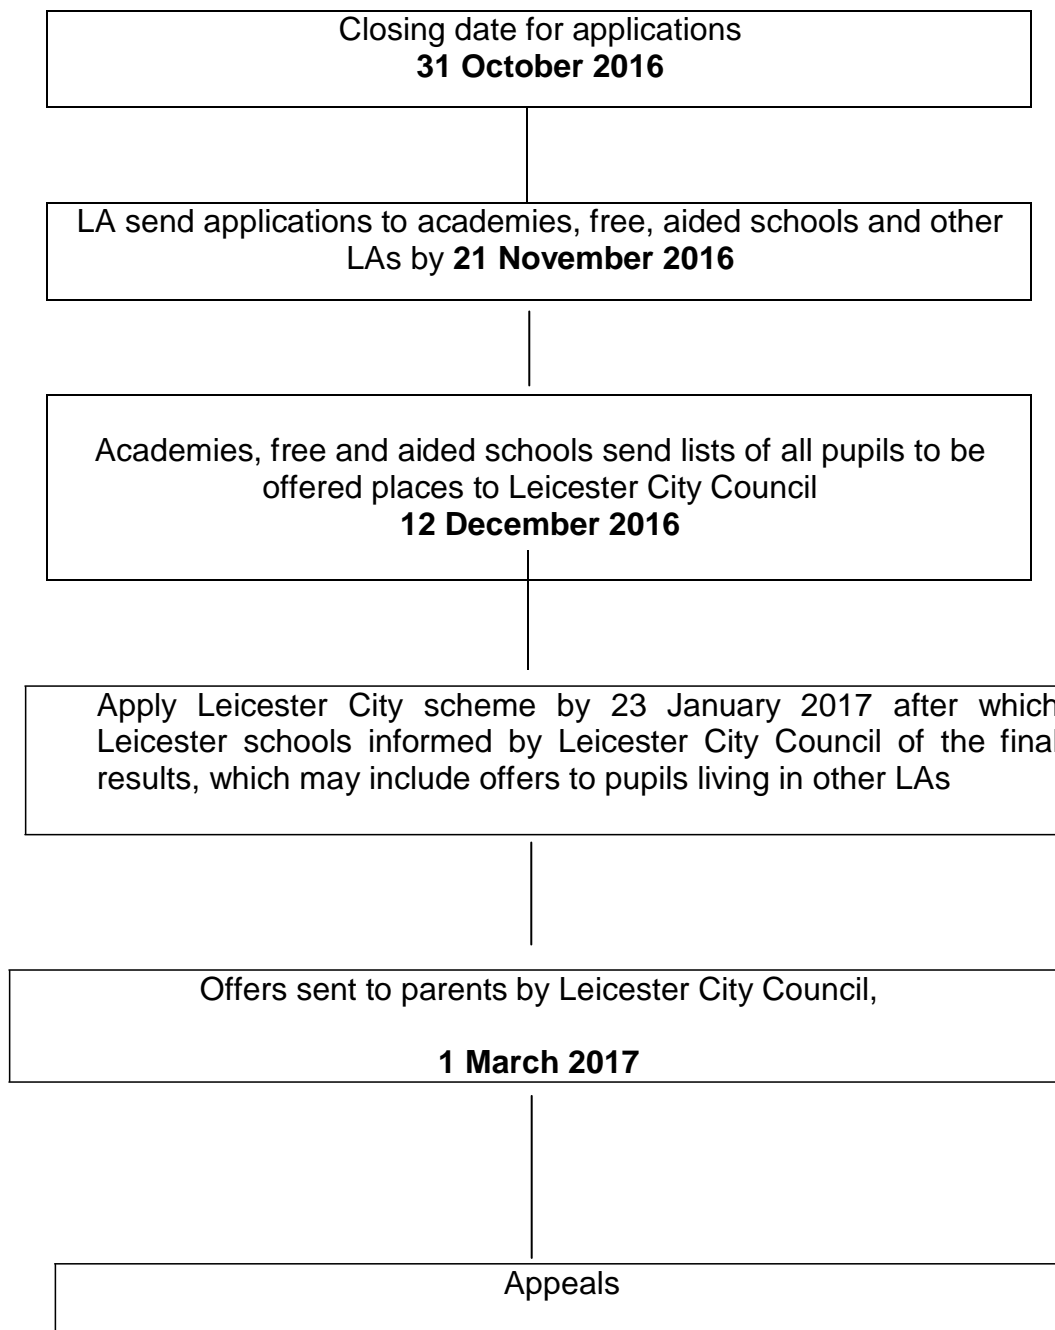 Closing date for applications
31 October 2016
LA send applications to academies, free, aided schools and other
LAs by 21 November 2016
Academies, free and aided schools send lists of all pupils to be
offered places to Leicester City Council
12 December 2016
Apply Leicester City scheme by 23 January 2017 after which
Leicester schools informed by Leicester City Council of the final
results, which may include offers to pupils living in other LAs
Offers sent to parents by Leicester City Council,
1 March 2017
Appeals